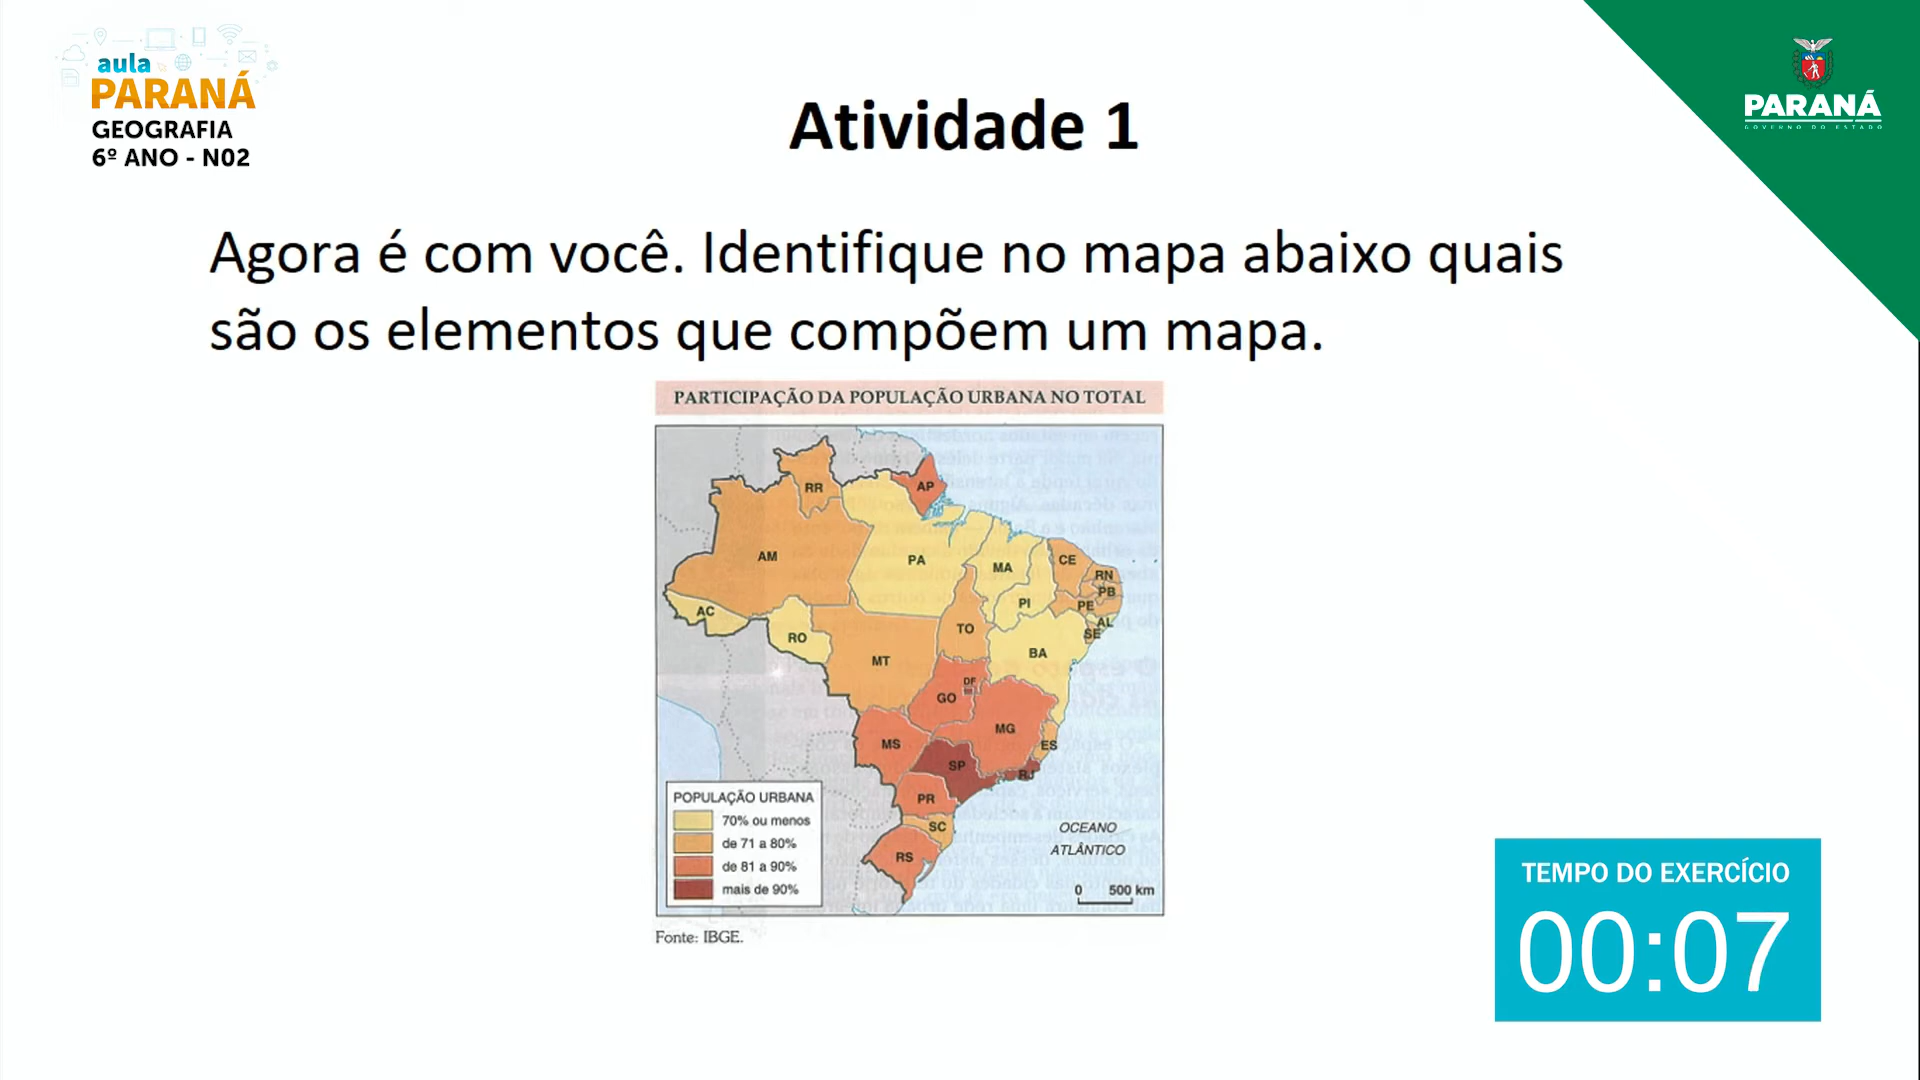 aula
PARANÁ
GEOGRAFIA
6º ANO - N02
PARANÁ
GOVERNO DO ESTADO
Atividade 1
Agora é com você. Identifique no mapa abaixo quais
são os elementos que compõem um mapa.
PARTICIPAÇÃO DA POPULAÇÃO URBANA NO TOTAL
RR
AP
AM
PA
MA
CE
RN
PB
PE
AL
SE
PI
AC
RO
TO
BA
MT
DF
GO
MG
ES
MS
SP
RJ
PR
SC
RS
POPULAÇÃO URBANA
70% ou menos
de 71 a 80%
de 81 a 90%
mais de 90%
OCEANO
ATLÂNTICO
0 500 km
Fonte: IBGE.
TEMPO DO EXERCÍCIO
00:07